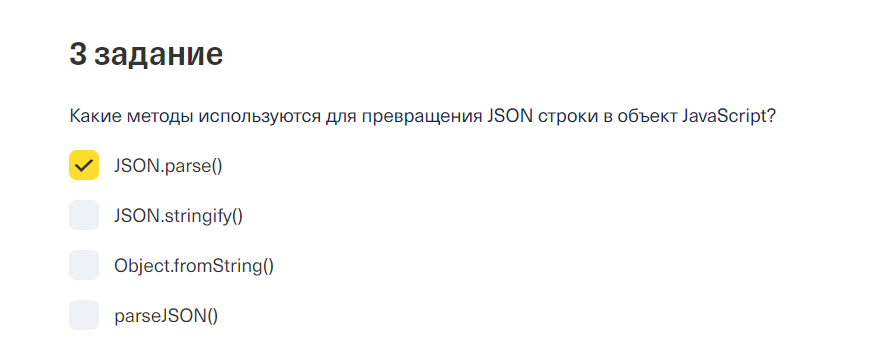 3 задание
Какие методы используются для превращения JSON строки в объект JavaScript?
JSON.parse()
JSON.stringify()
Object.fromString()
parseJSON()